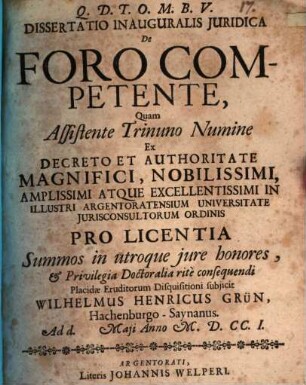 Q. D. T. O. M. B. V. 17.
DISSERTATIO INAUGURALIS JURIDICA
De
FORO COM-
PETENTE,
Quam
Assistente Trinuno Numine
Ex
DECRETO ET AUTHORITATE
MAGNIFICI, NOBILISSIMI,
AMPLISSIMI ATQUE EXCELLENTISSIMI IN
ILLUSTRI ARGENTORATENSIUM UNIVERSITATE
JURISCONSULTORUM ORDINIS
PRO LICENTIA
Summos in utroque jure honores,
& Privilegia Doctoralia ritè consequendi
Placidæ Eruditorum Disquisitioni subjicit
WILHELMUS HENRICUS GRÜN,
Hachenburgo-Saynanus.
Ad d. Maji Anno M. D. CC. I.
ARGENTORATI,
Literis JOHANNIS WELPERI.